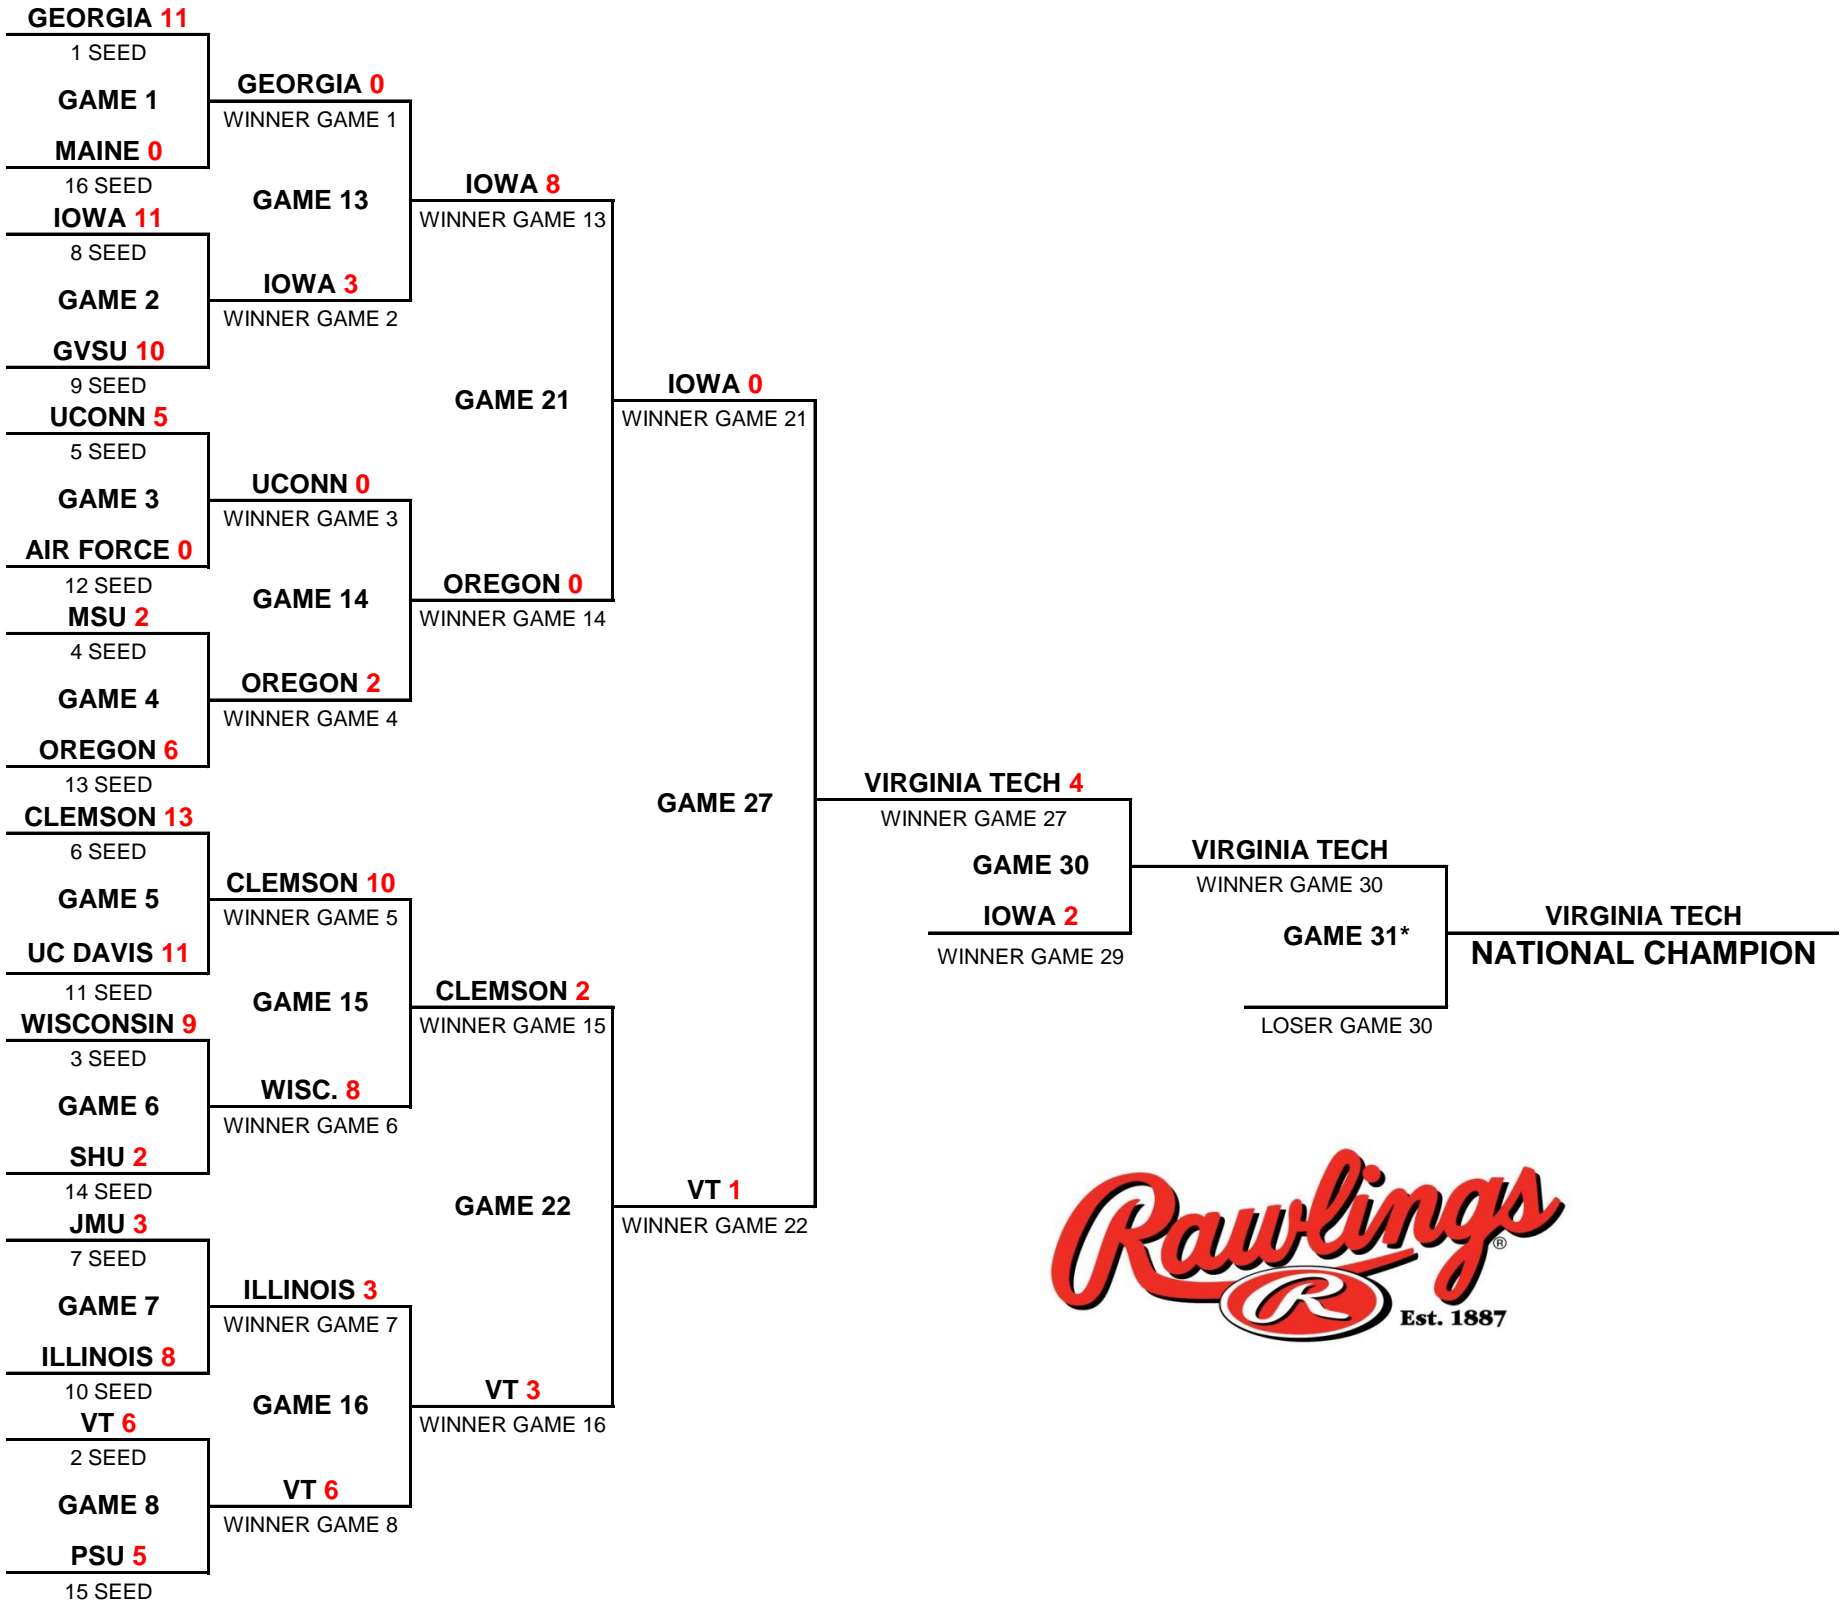 GEORGIA 11
1 SEED
GAME 1
MAINE 0
16 SEED
IOWA 11
8 SEED
GAME 2
GVSU 10
9 SEED
UCONN 5
5 SEED
GAME 3
AIR FORCE 0
12 SEED
MSU 2
4 SEED
GAME 4
OREGON 6
13 SEED
CLEMSON 13
6 SEED
GAME 5
UC DAVIS 11
11 SEED
WISCONSIN 9
3 SEED
GAME 6
SHU 2
14 SEED
JMU 3
7 SEED
GAME 7
ILLINOIS 8
10 SEED
VT 6
2 SEED
GAME 8
PSU 5
15 SEED
GEORGIA 0
WINNER GAME 1
GAME 13
IOWA 3
WINNER GAME 2
UCONN 0
WINNER GAME 3
GAME 14
OREGON 2
WINNER GAME 4
CLEMSON 10
WINNER GAME 5
GAME 15
WISC. 8
WINNER GAME 6
ILLINOIS 3
WINNER GAME 7
GAME 16
VT 6
WINNER GAME 8
IOWA 8
WINNER GAME 13
GAME 21
OREGON 0
WINNER GAME 14
CLEMSON 2
WINNER GAME 15
GAME 22
VT 3
WINNER GAME 16
IOWA 0
WINNER GAME 21
GAME 27
VT 1
WINNER GAME 22
VIRGINIA TECH 4
WINNER GAME 27
GAME 30
IOWA 2
WINNER GAME 29
VIRGINIA TECH
WINNER GAME 30
GAME 31*
LOSER GAME 30
VIRGINIA TECH
NATIONAL CHAMPION
Rawlings
®
R
Est. 1887